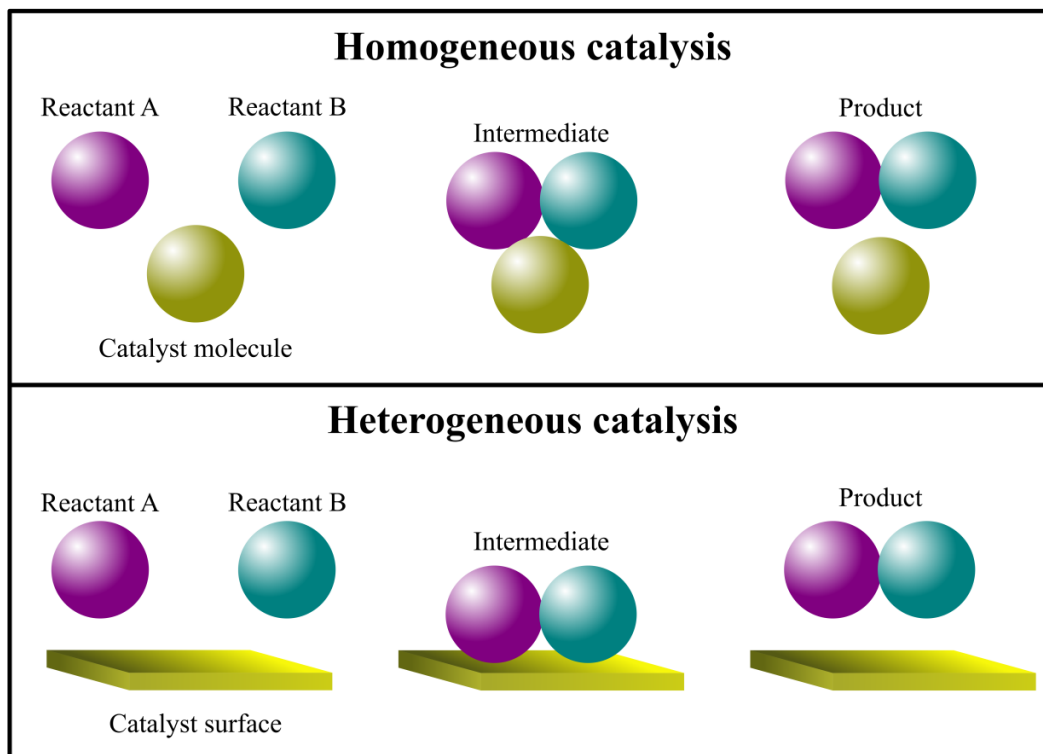 Homogeneous catalysis
Reactant A
Reactant B
Intermediate
Product
Catalyst molecule
Heterogeneous catalysis
Reactant A
Reactant B
Product
Intermediate
Catalyst surface